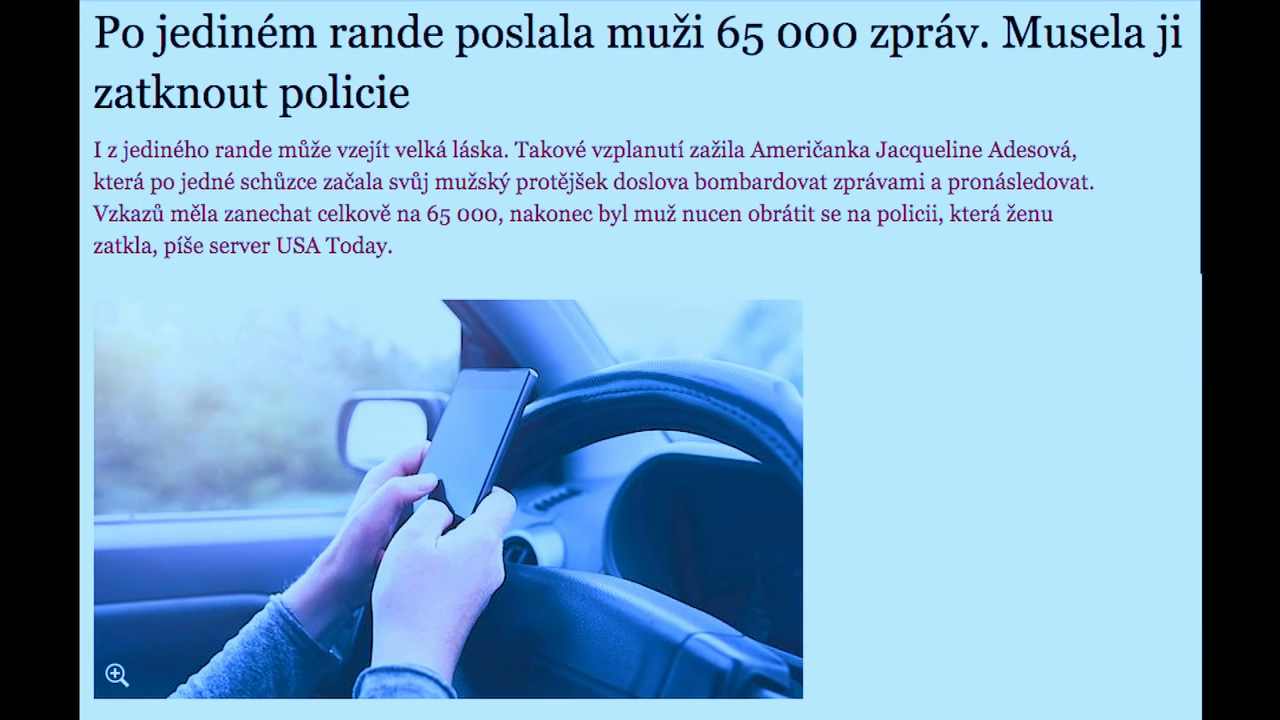 Po jediném rande poslala muži 65 000 zpráv. Musela ji
zatknout policie
I z jediného rande může vzejít velká láska. Takové vzplanutí zažila Američanka Jacqueline Adesová,
která po jedné schůzce začala svůj mužský protějšek doslova bombardovat zprávami a pronásledovat.
Vzkazů měla zanechat celkově na 65 000, nakonec byl muž nucen obrátit se na policii, která ženu
zatkla, píše server USA Today.